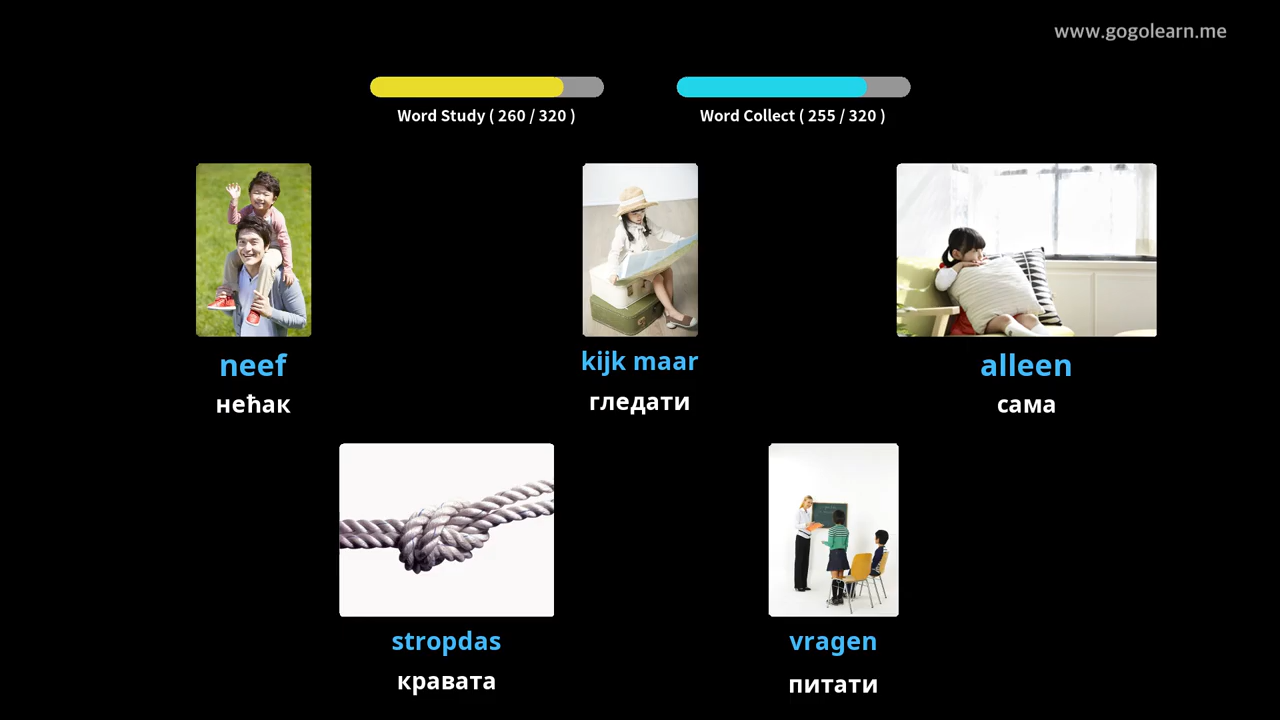 www.gogolearn.me
Word Study ( 260 / 320 )
Word Collect ( 255 / 320 )
neef
kijk maar
alleen
нећак
гледати
сама
stropdas
vragen
кравата
питати